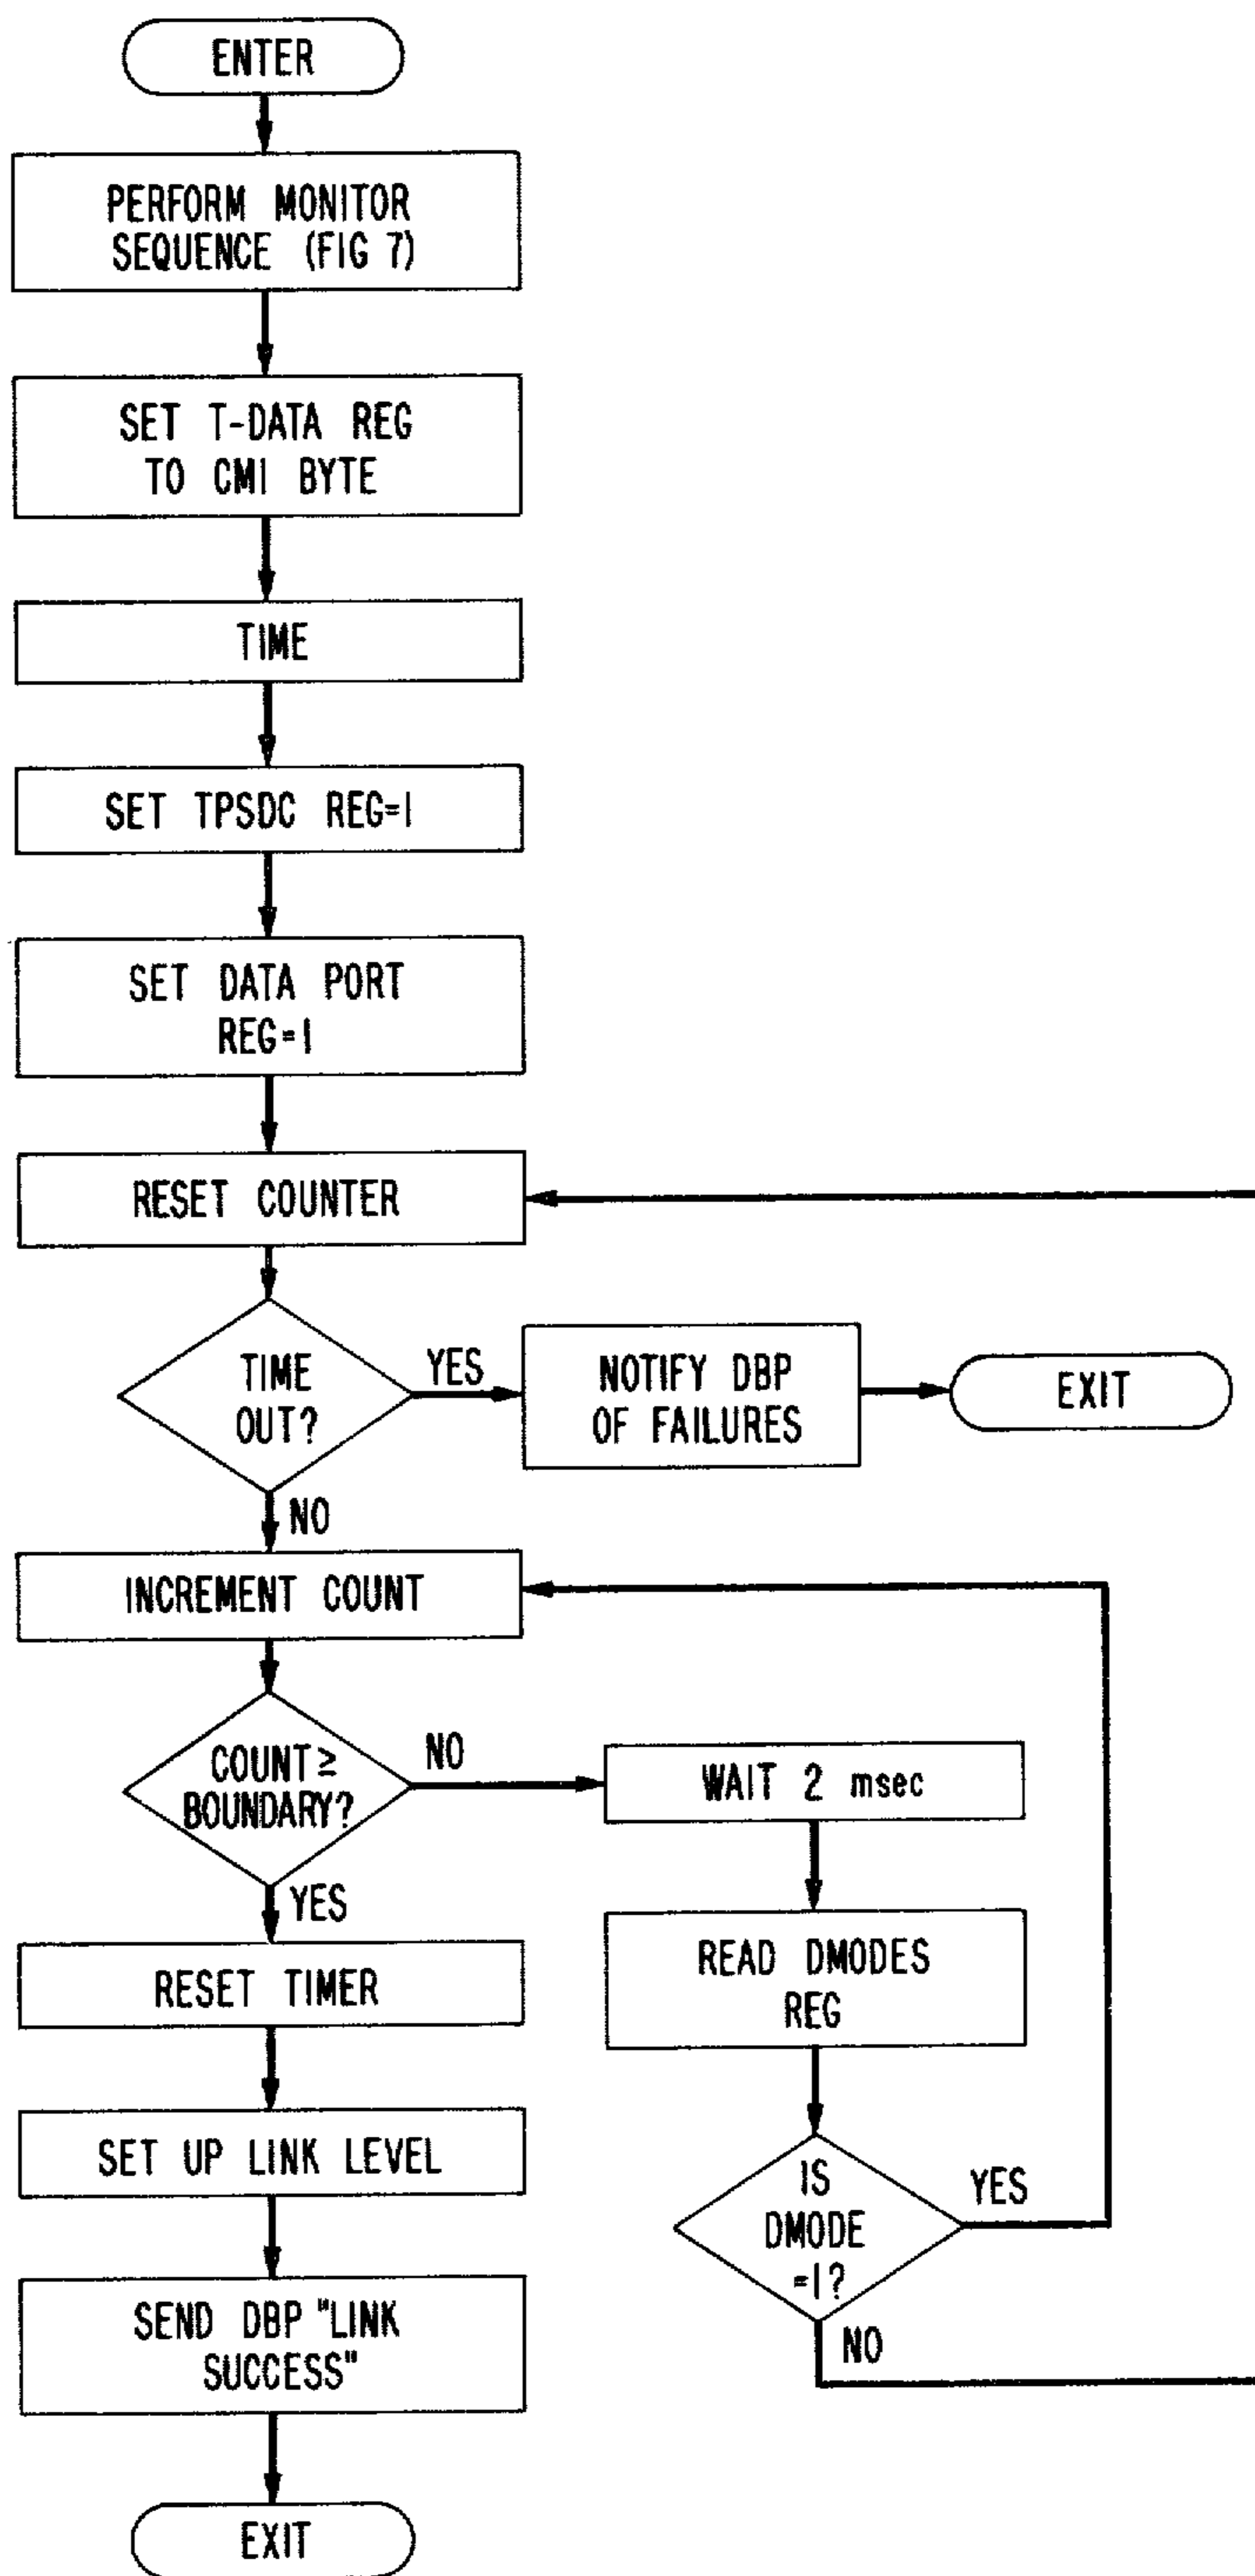 ENTER
PERFORM MONITOR
SEQUENCE (FIG 7)
SET T-DATA REG
TO CMI BYTE
TIME
SET TPSDC REG=1
SET DATA PORT
REG=1
RESET COUNTER
TIME
OUT?
YES
NOTIFY DBP
OF FAILURES
EXIT
NO
INCREMENT COUNT
COUNT ≥
BOUNDARY?
NO
WAIT 2 msec
YES
READ DMODES
REG
RESET TIMER
IS
DMODE
=1?
YES
NO
SET UP LINK LEVEL
SEND DBP "LINK
SUCCESS"
EXIT